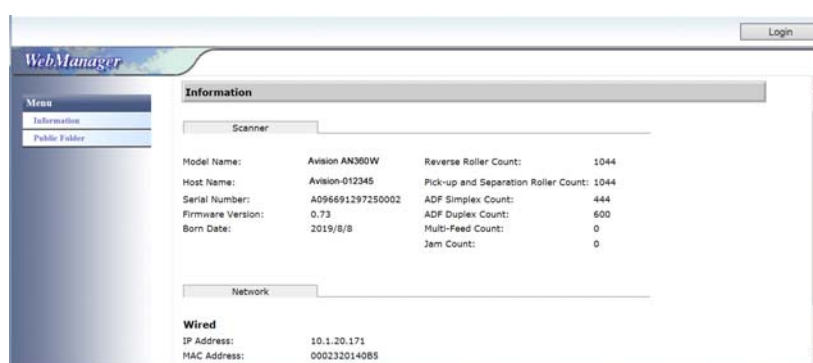 Login
WebManager
Menu
Information
Public Folder
Information
Scanner
Model Name: Avision AN360W Reverse Roller Count: 1044
Host Name: Avision-012345 Pick-up and Separation Roller Count: 1044
Serial Number: A096691297250002 ADF Simplex Count: 444
Firmware Version: 0.73 ADF Duplex Count: 600
Born Date: 2019/8/8 Multi-Feed Count: 0
Jam Count: 0
Network
Wired
IP Address: 10.1.20.171
MAC Address: 0002320140B5